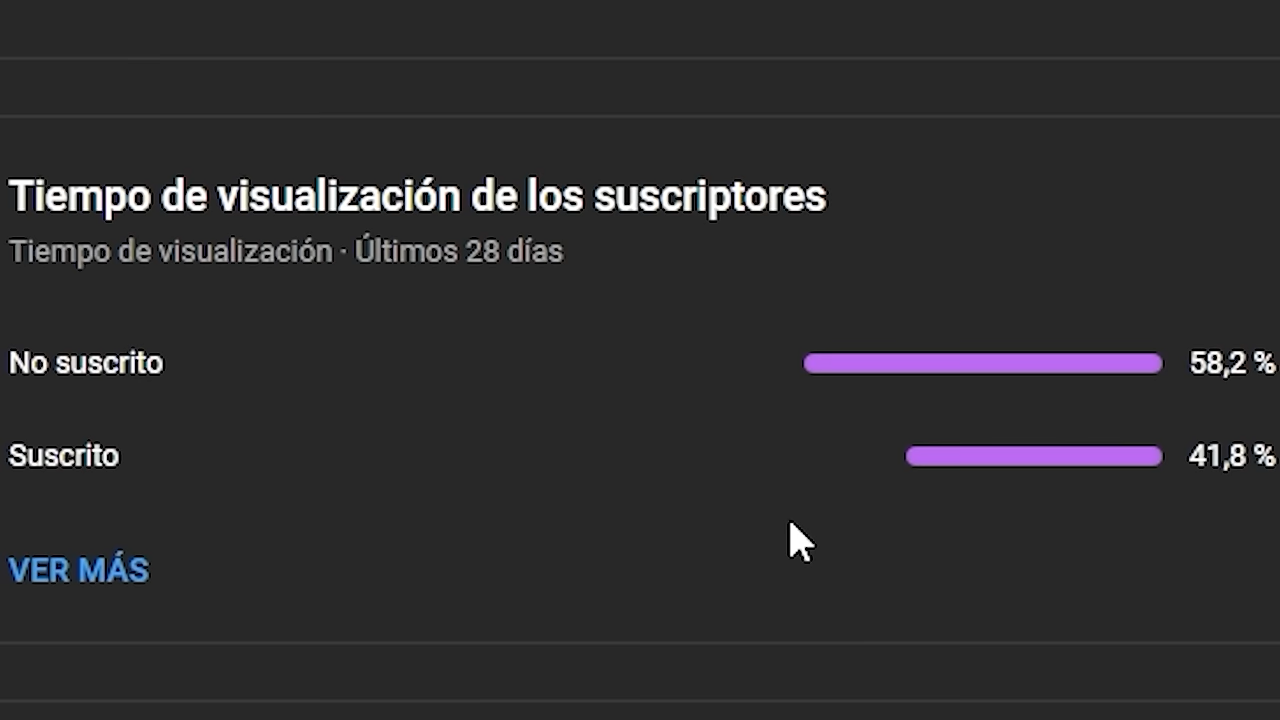 Tiempo de visualización de los suscriptores
Tiempo de visualización · Últimos 28 días
No suscrito 58,2 %
Suscrito 41,8 %
VER MÁS